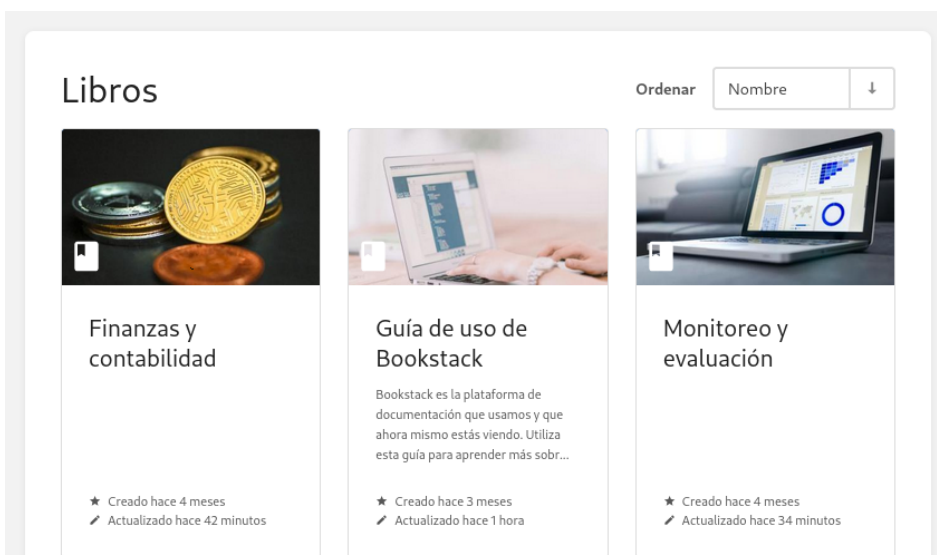 Libros
Ordenar
Nombre
Finanzas y
contabilidad
Creado hace 4 meses
Actualizado hace 42 minutos
Guía de uso de
Bookstack
Bookstack es la plataforma de
documentación que usamos y que
ahora mismo estás viendo. Utiliza
esta guía para aprender más sobr...
Creado hace 3 meses
Actualizado hace 1 hora
Monitoreo y
evaluación
Creado hace 4 meses
Actualizado hace 34 minutos